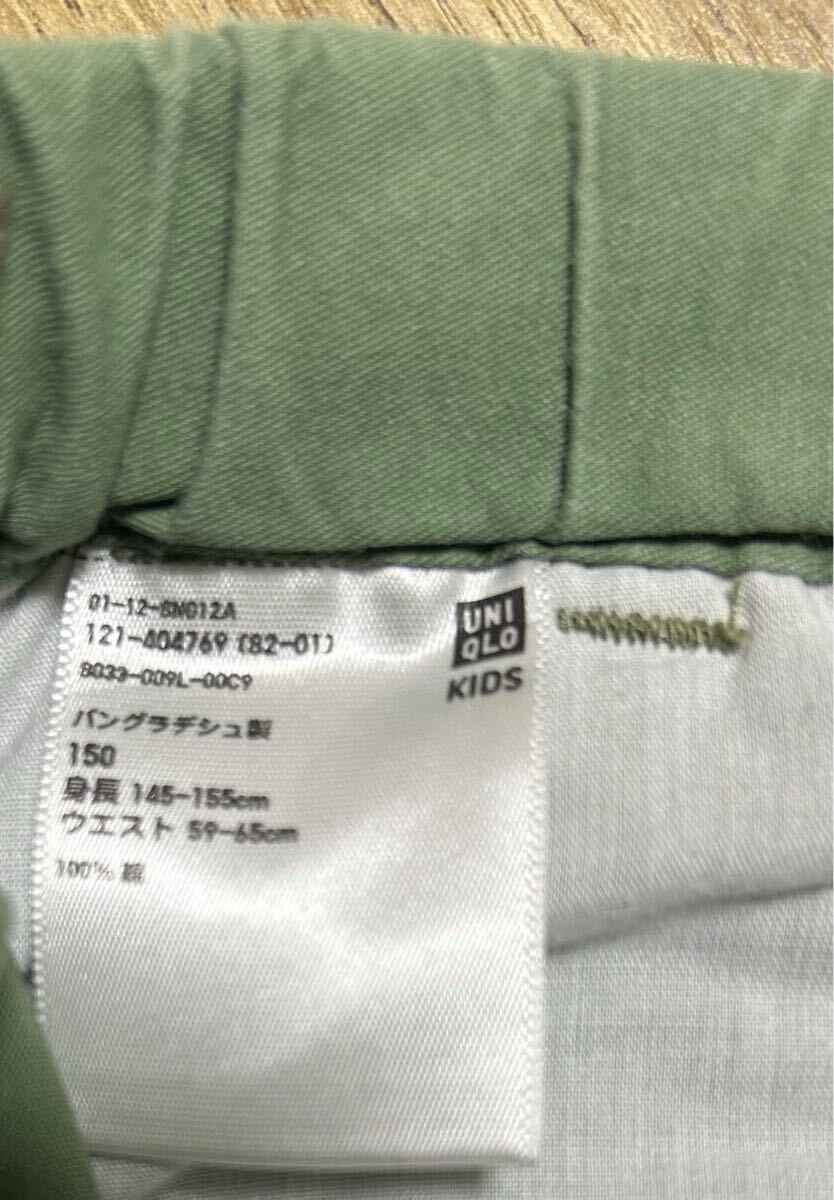 01-12-SM012A
121-404769 (82-01)
8033-009L-00C9
バングラデシュ製
150
身長 145-155cm
ウエスト 59-65cm
100% 綿
UNI
QLO
KIDS